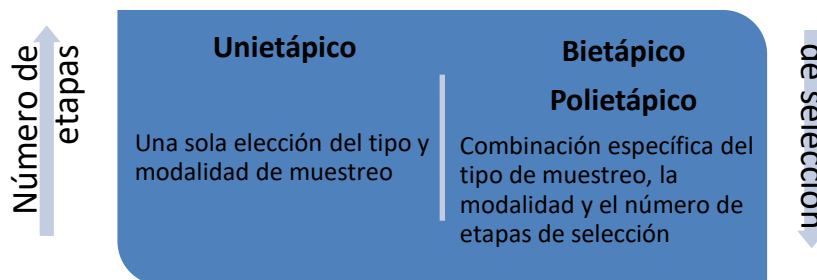 Número de
etapas
Unietápico
Una sola elección del tipo y
modalidad de muestreo
Bietápico
Polietápico
Combinación específica del
tipo de muestreo, la
modalidad y el número de
etapas de selección
de selección